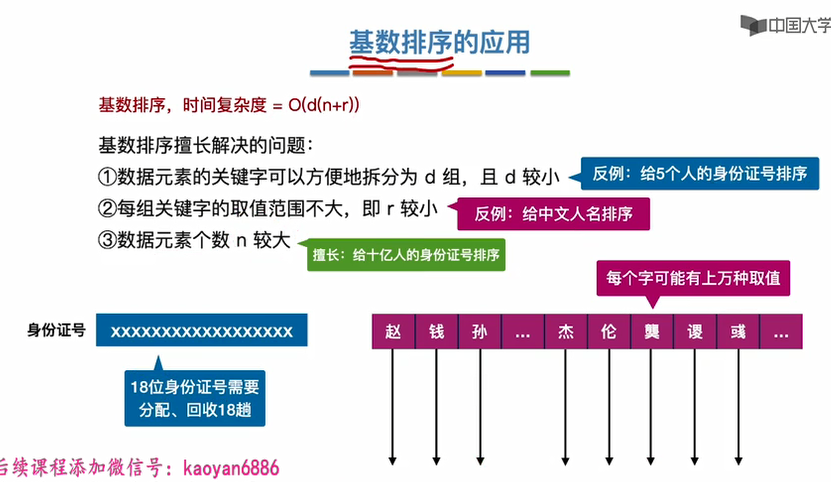 中国大学
基数排序的应用
基数排序，时间复杂度 = O(d(n+r))
基数排序擅长解决的问题：
①数据元素的关键字可以方便地拆分为 d 组，且 d 较小
反例：给5个人的身份证号排序
②每组关键字的取值范围不大，即 r 较小
反例：给中文人名排序
③数据元素个数 n 较大
擅长：给十亿人的身份证号排序
每个字可能有上万种取值
身份证号
xxxxxxxxxxxxxxxxxx
赵 钱 孙 ... 杰 伦 龑 谡 彧 ...
18位身份证号需要
分配、回收18趟
后续课程添加微信号：kaoyan6886